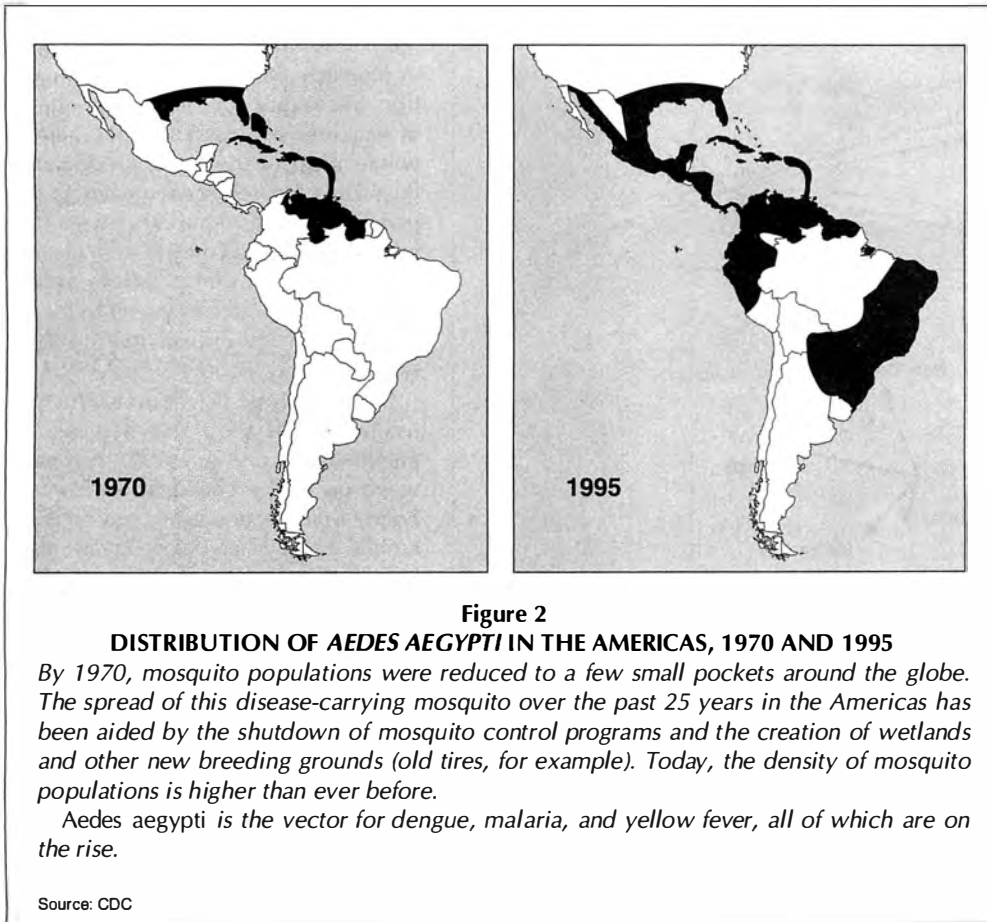 1970
1995
Figure 2
DISTRIBUTION OF AEDES AEGYPTI IN THE AMERICAS, 1970 AND 1995
By 1970, mosquito populations were reduced to a few small pockets around the globe.
The spread of this disease-carrying mosquito over the past 25 years in the Americas has
been aided by the shutdown of mosquito control programs and the creation of wetlands
and other new breeding grounds (old tires, for example). Today, the density of mosquito
populations is higher than ever before.
Aedes aegypti is the vector for dengue, malaria, and yellow fever, all of which are on
the rise.
Source: CDC